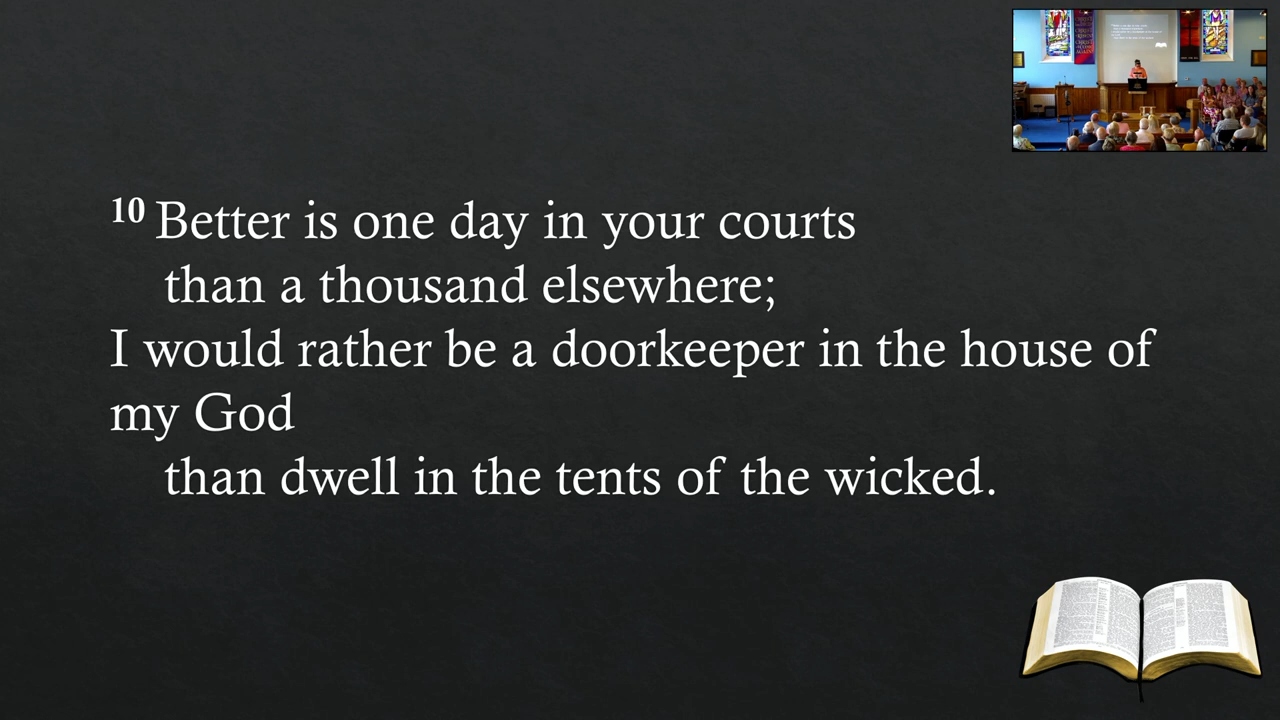 10 Better is one day in your courts
than a thousand elsewhere;
I would rather be a doorkeeper in the house of
my God
than dwell in the tents of the wicked.